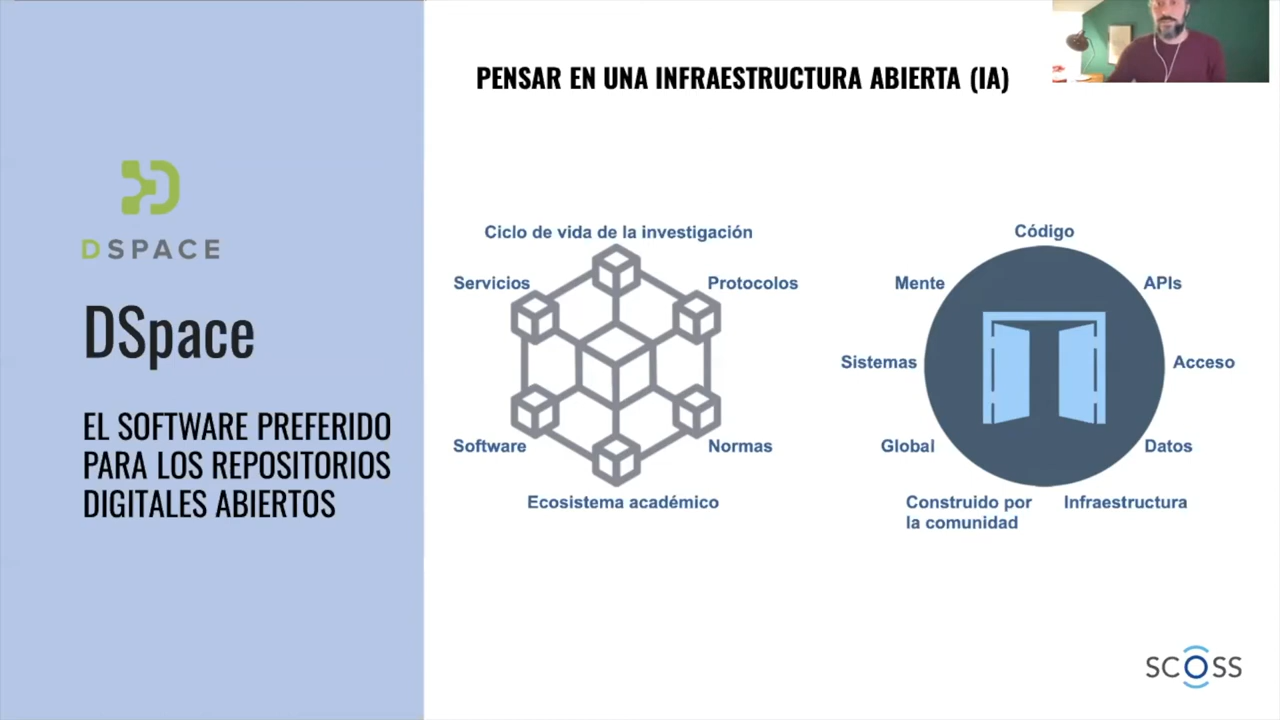 PENSAR EN UNA INFRAESTRUCTURA ABIERTA (IA)
DSPACE
DSpace
EL SOFTWARE PREFERIDO
PARA LOS REPOSITORIOS
DIGITALES ABIERTOS
Ciclo de vida de la investigación
Servicios
Protocolos
Software
Normas
Ecosistema académico
Código
Mente
APIs
Sistemas
Acceso
Global
Datos
Construido por
la comunidad
Infraestructura
SCOSS